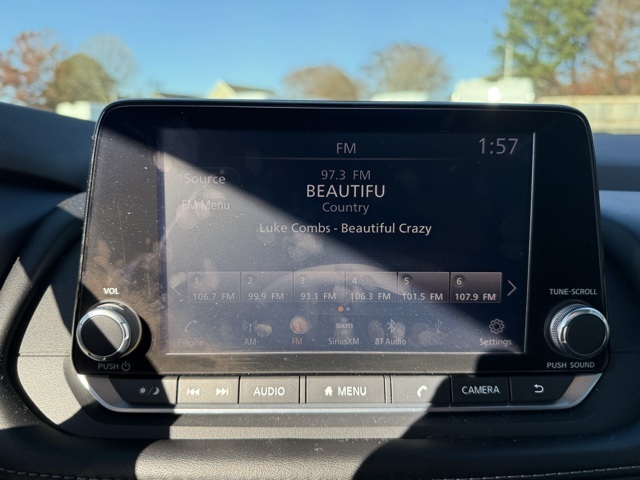 FM 1:57
97.3 FM
Source BEAUTIFU
Country
FM Menu
Luke Combs - Beautiful Crazy
1 2 3 4 5 6
106.7 FM 99.9 FM 93.1 FM 106.3 FM 101.5 FM 107.9 FM
Phone AM FM SiriusXM BT Audio Settings
VOL TUNE·SCROLL
PUSH PUSH SOUND
AUDIO MENU CAMERA